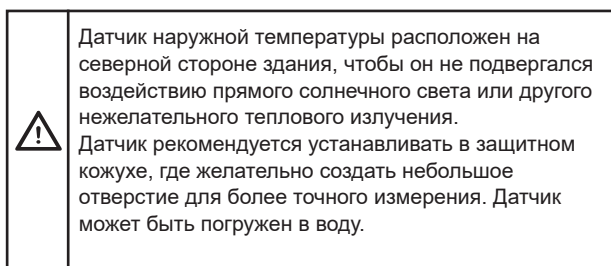 Датчик наружной температуры расположен на
северной стороне здания, чтобы он не подвергался
воздействию прямого солнечного света или другого
нежелательного теплового излучения.
Датчик рекомендуется устанавливать в защитном
кожухе, где желательно создать небольшое
отверстие для более точного измерения. Датчик
может быть погружен в воду.